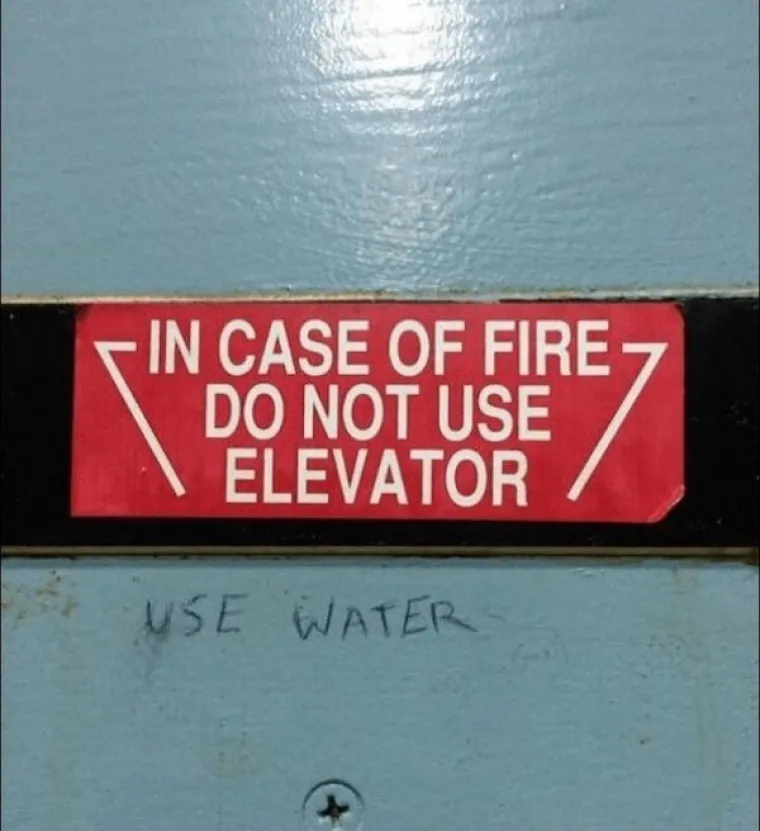 IN CASE OF FIRE
DO NOT USE
ELEVATOR
USE WATER